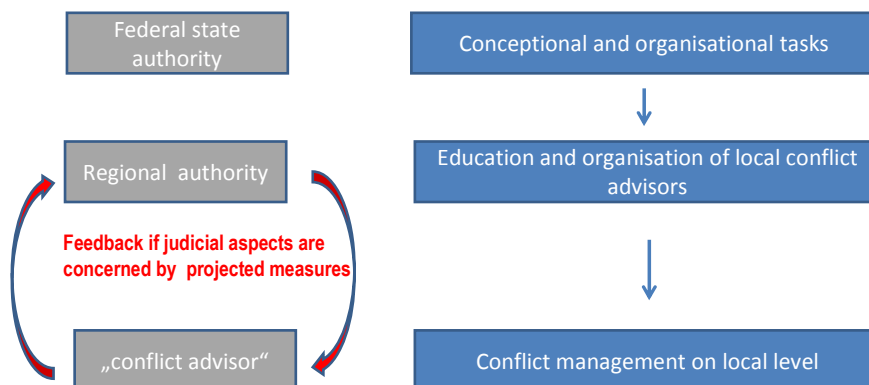 Federal state
authority
Conceptional and organisational tasks
Regional authority
Education and organisation of local conflict
advisors
Feedback if judicial aspects are
concerned by projected measures
„conflict advisor“
Conflict management on local level